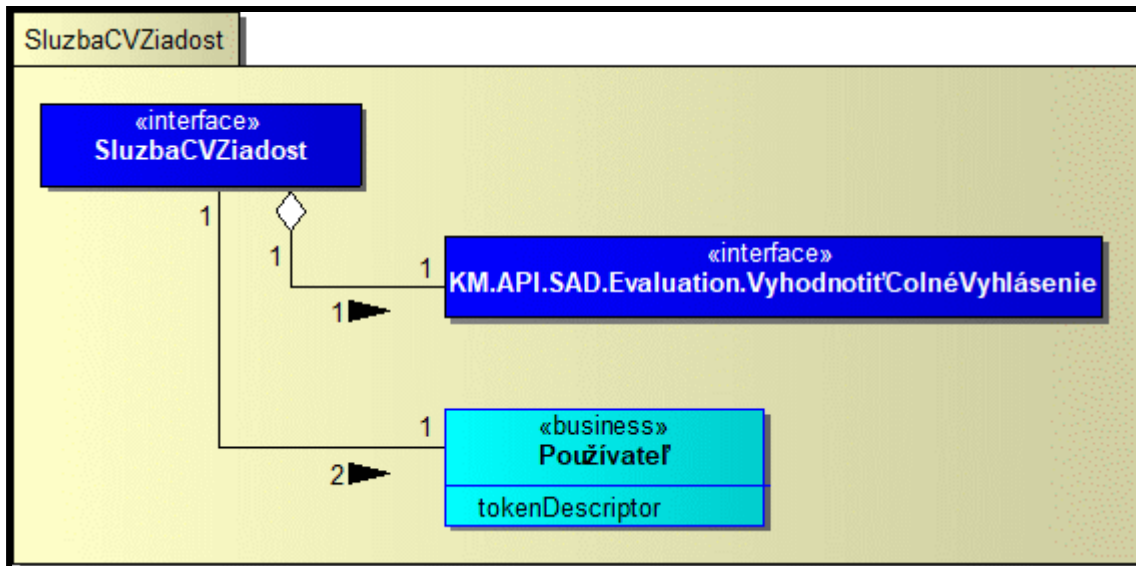 SluzbaCVZiadost
«interface»
SluzbaCVZiadost
1
1
«interface»
KM.API.SAD.Evaluation.VyhodnotiťColnéVyhlásenie
1
1
1
«business»
Používateľ
2
tokenDescriptor